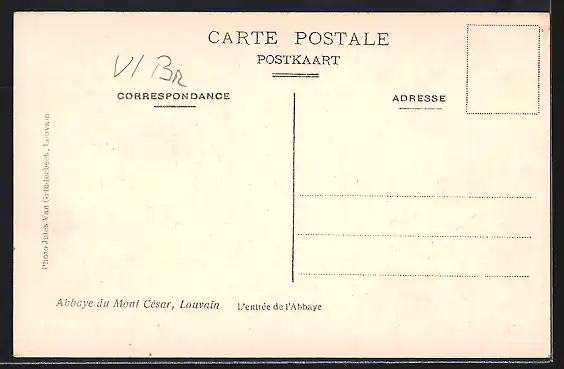 CARTE POSTALE
POSTKAART
VI BR
CORRESPONDANCE
ADRESSE
Photo Jules Van Grinderbeek, Louvain
Abbaye du Mont César, Louvain L'entrée de l'Abbaye